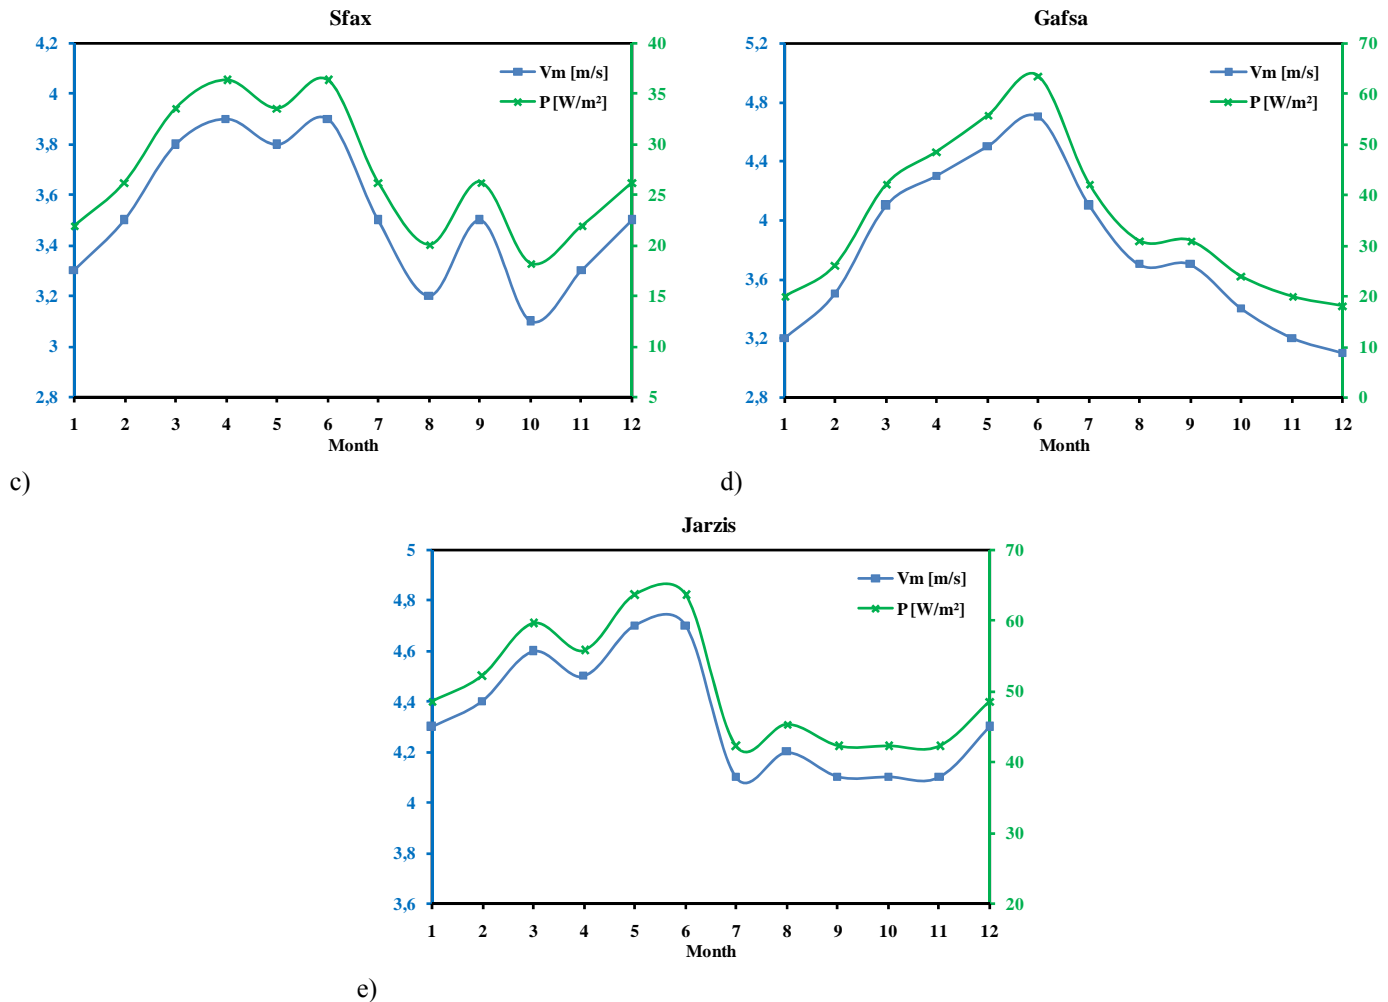 Sfax
4,2
4
3,8
3,6
3,4
3,2
3
2,8
40
35
30
25
20
15
10
5
Vm [m/s]
P [W/m²]
1 2 3 4 5 6 7 8 9 10 11 12
Month
c)
Gafsa
5,2
4,8
4,4
4
3,6
3,2
2,8
70
60
50
40
30
20
10
0
Vm [m/s]
P [W/m²]
1 2 3 4 5 6 7 8 9 10 11 12
Month
d)
Jarzis
5
4,8
4,6
4,4
4,2
4
3,8
3,6
70
60
50
40
30
20
Vm [m/s]
P [W/m²]
1 2 3 4 5 6 7 8 9 10 11 12
Month
e)